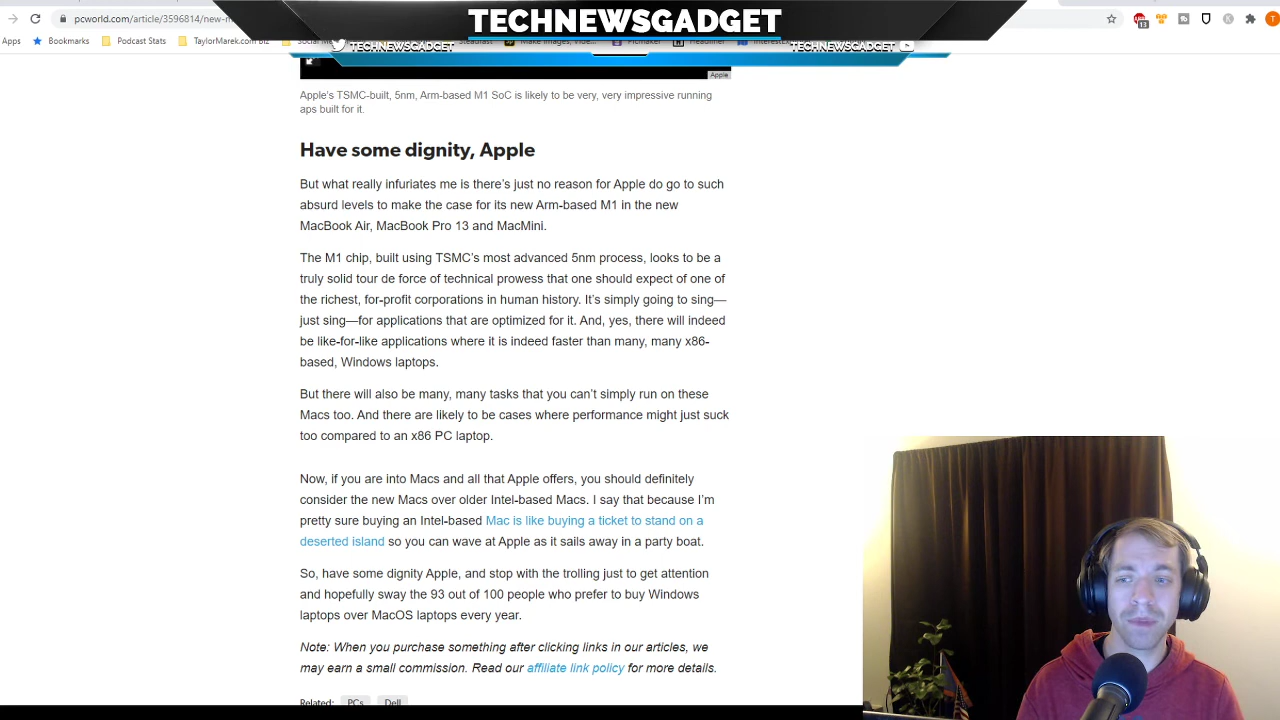 TECHNEWSGADGET
pcworld.com/article/3596814/new-m
13
T
K
Apps
Bookmarks
Podcast Stats
TaylorMarek.com Biz
TECHNEWSGADGET
TECHNEWSGADGET
Apple
Apple's TSMC-built, 5nm, Arm-based M1 SoC is likely to be very, very impressive running
aps built for it.
Have some dignity, Apple
But what really infuriates me is there's just no reason for Apple do go to such
absurd levels to make the case for its new Arm-based M1 in the new
MacBook Air, MacBook Pro 13 and MacMini.
The M1 chip, built using TSMC's most advanced 5nm process, looks to be a
truly solid tour de force of technical prowess that one should expect of one of
the richest, for-profit corporations in human history. It's simply going to sing—
just sing—for applications that are optimized for it. And, yes, there will indeed
be like-for-like applications where it is indeed faster than many, many x86-
based, Windows laptops.
But there will also be many, many tasks that you can't simply run on these
Macs too. And there are likely to be cases where performance might just suck
too compared to an x86 PC laptop.
Now, if you are into Macs and all that Apple offers, you should definitely
consider the new Macs over older Intel-based Macs. I say that because I'm
pretty sure buying an Intel-based Mac is like buying a ticket to stand on a
deserted island so you can wave at Apple as it sails away in a party boat.
So, have some dignity Apple, and stop with the trolling just to get attention
and hopefully sway the 93 out of 100 people who prefer to buy Windows
laptops over MacOS laptops every year.
Note: When you purchase something after clicking links in our articles, we
may earn a small commission. Read our affiliate link policy for more details.
Related: PCs Dell